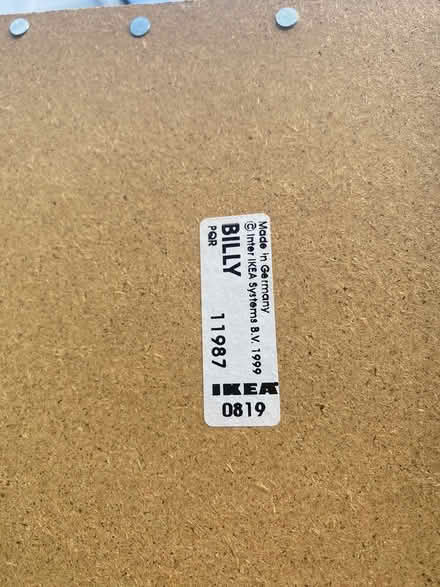 Made in Germany
© Inter IKEA Systems B.V. 1999
BILLY 11987
PQR
IKEA
0819